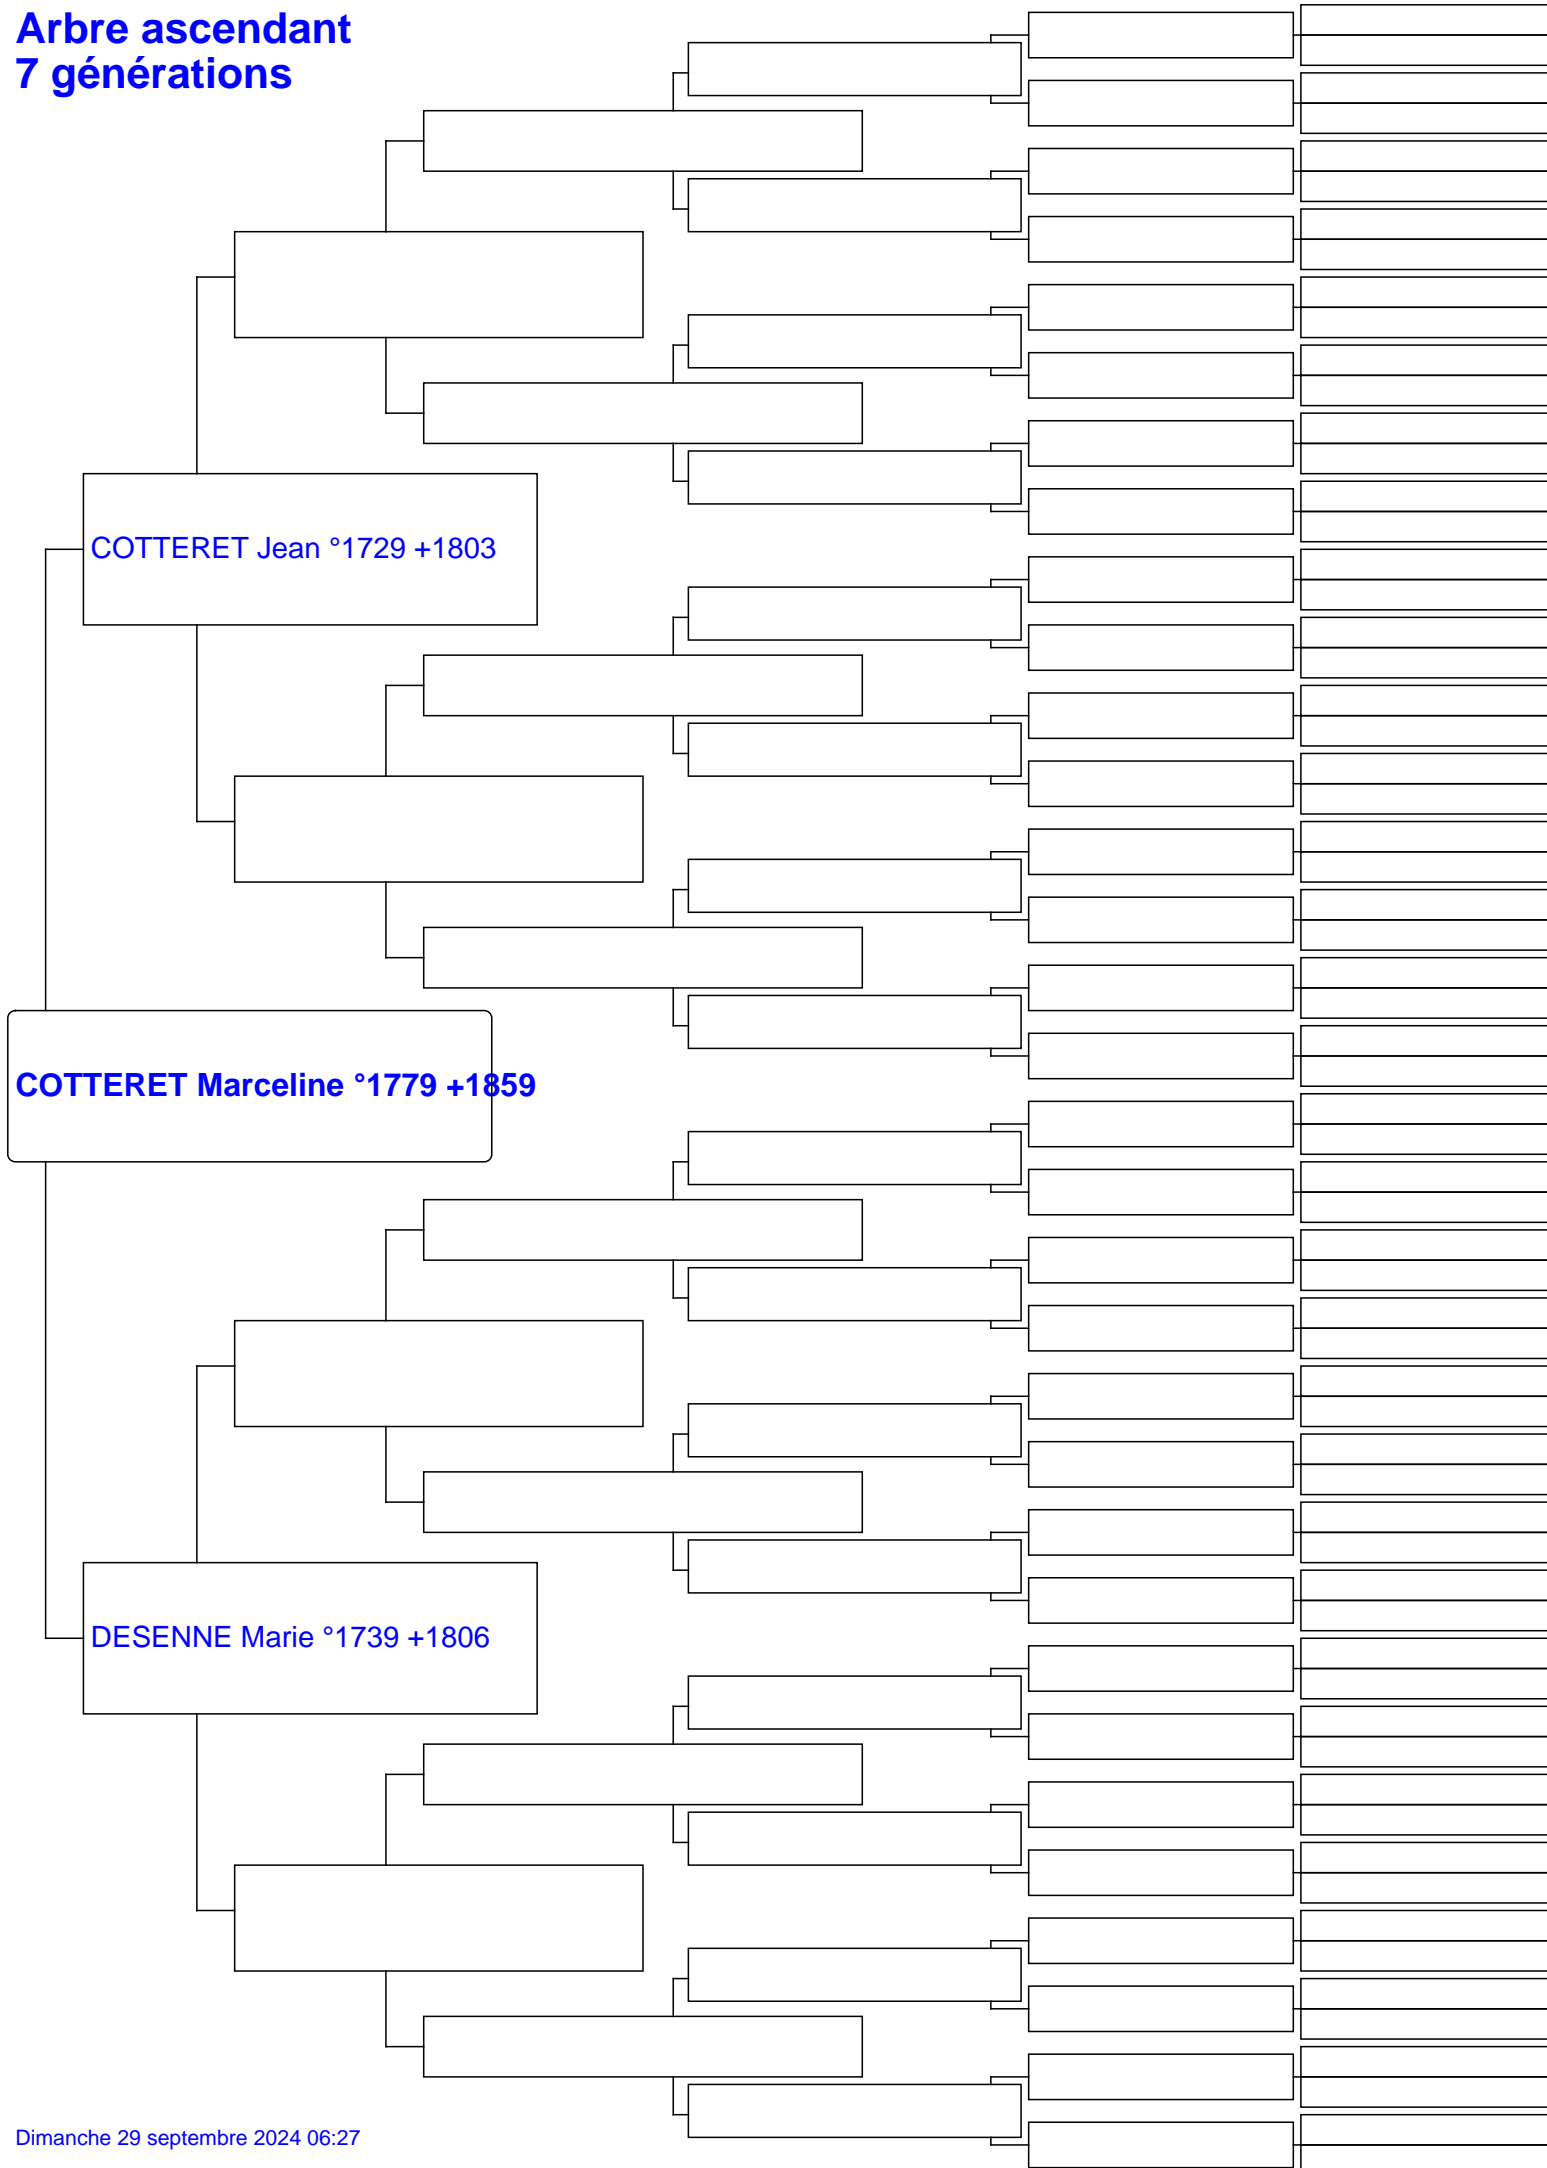 Arbre ascendant
7 générations
COTTERET Jean °1729 +1803
COTTERET Marceline °1779 +1859
DESENNE Marie °1739 +1806
Dimanche 29 septembre 2024 06:27